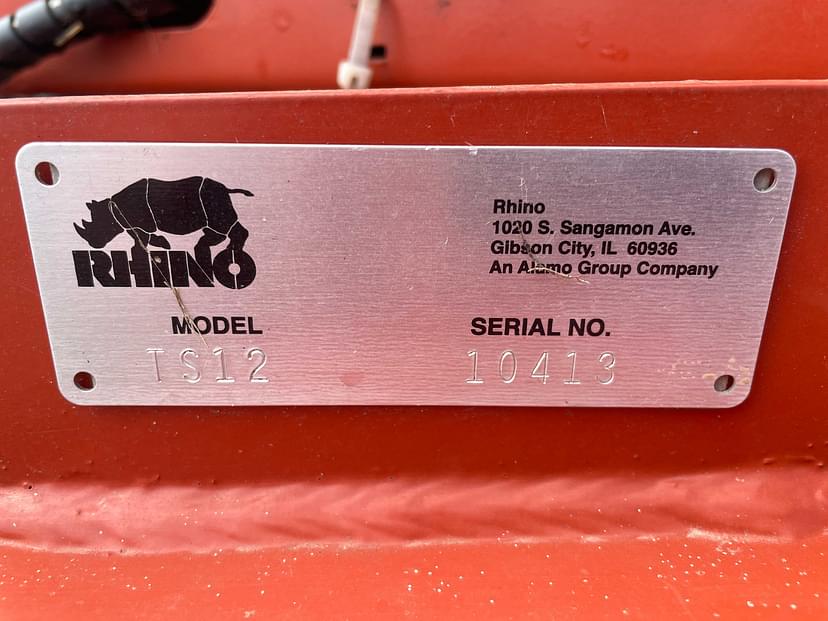 RHINO
Rhino
1020 S. Sangamon Ave.
Gibson City, IL 60936
An Alamo Group Company
MODEL
TS12
SERIAL NO.
10413